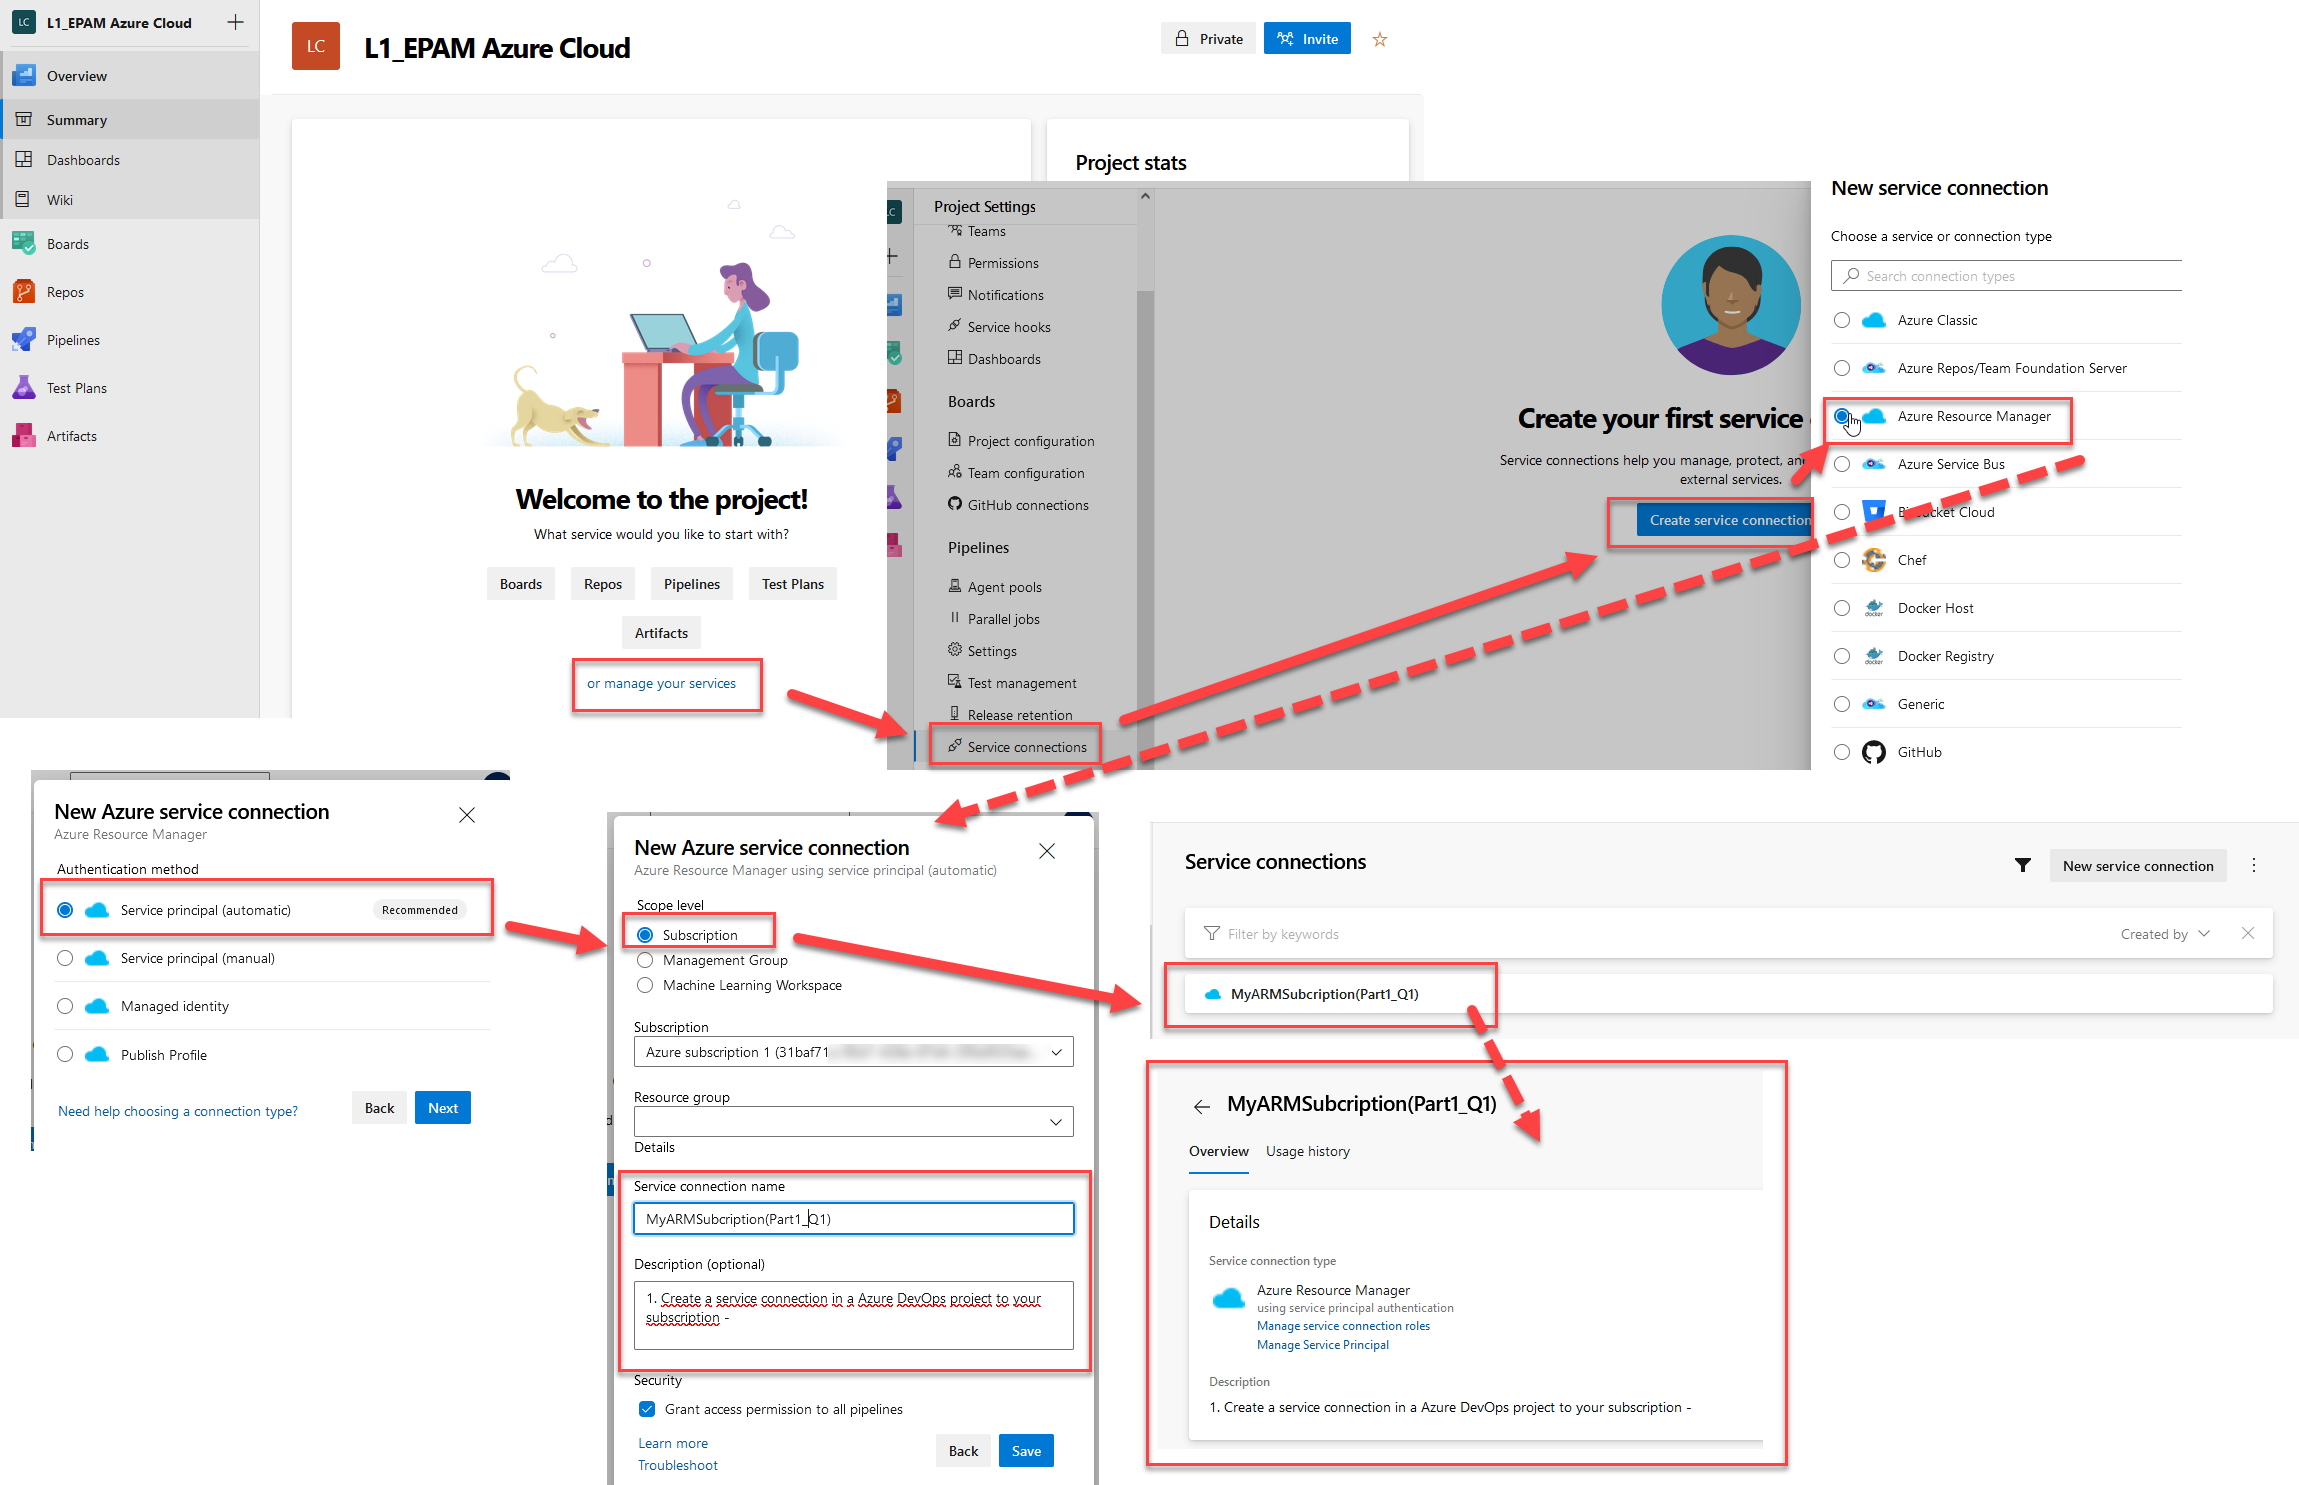 LC
L1_EPAM Azure Cloud
Overview
Summary
Dashboards
Wiki
Boards
Repos
Pipelines
Test Plans
Artifacts
LC
L1_EPAM Azure Cloud
Private
Invite
Welcome to the project!
What service would you like to start with?
Boards
Repos
Pipelines
Test Plans
Artifacts
or manage your services
Project stats
Project Settings
Teams
Permissions
Notifications
Service hooks
Dashboards
Boards
Project configuration
Team configuration
GitHub connections
Pipelines
Agent pools
Parallel jobs
Settings
Test management
Release retention
Service connections
Create your first service
Service connections help you manage, protect,
external services.
Create service connection
New service connection
Choose a service or connection type
Search connection types
Azure Classic
Azure Repos/Team Foundation Server
Azure Resource Manager
Azure Service Bus
Bitbucket Cloud
Chef
docker
Docker Host
docker
Docker Registry
Generic
GitHub
New Azure service connection
Azure Resource Manager
Authentication method
Service principal (automatic)
Recommended
Service principal (manual)
Managed identity
Publish Profile
Need help choosing a connection type?
Back
Next
New Azure service connection
Azure Resource Manager using service principal (automatic)
Scope level
Subscription
Management Group
Machine Learning Workspace
Subscription
Azure subscription 1 (31baf71
Resource group
Details
Service connection name
MyARMSubcription(Part1_Q1)
Description (optional)
1. Create a service connection in a Azure DevOps project to your
subscription -
Security
Grant access permission to all pipelines
Learn more
Troubleshoot
Back
Save
Service connections
New service connection
Filter by keywords
Created by
MyARMSubcription(Part1_Q1)
MyARMSubcription(Part1_Q1)
Overview
Usage history
Details
Service connection type
Azure Resource Manager
using service principal authentication
Manage service connection roles
Manage Service Principal
Description
1. Create a service connection in a Azure DevOps project to your subscription -